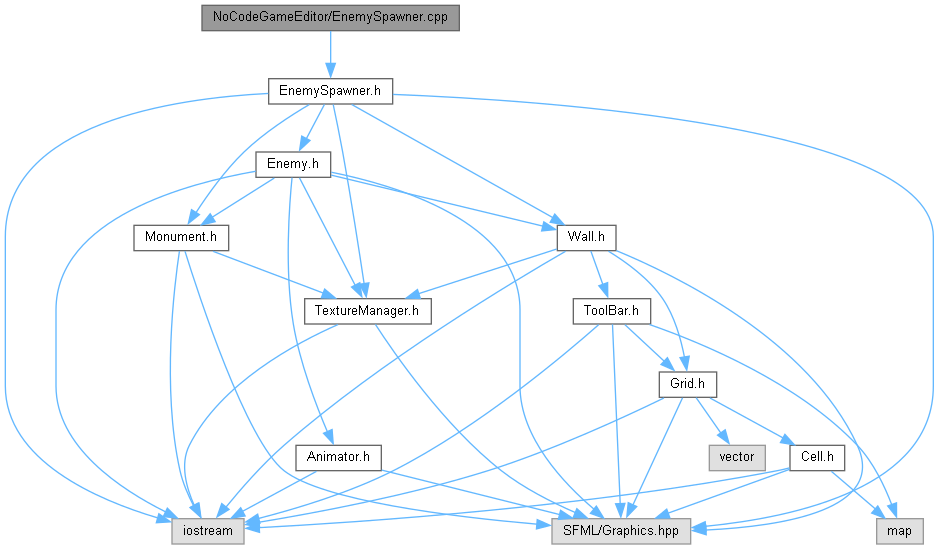 NoCodeGameEditor/EnemySpawner.cpp
EnemySpawner.h
Enemy.h
Monument.h
Wall.h
TextureManager.h
ToolBar.h
Grid.h
Animator.h
vector
Cell.h
iostream
SFML/Graphics.hpp
map